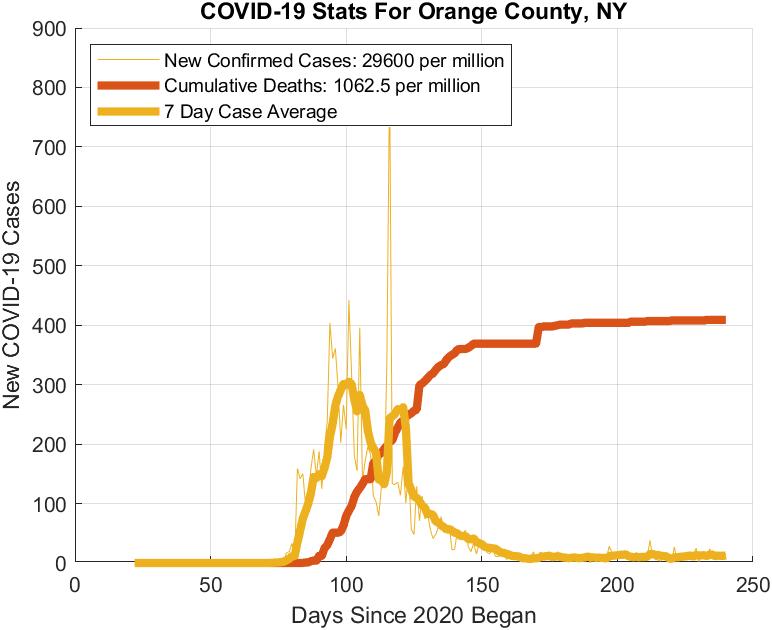 COVID-19 Stats For Orange County, NY
900
800
700
600
500
400
300
200
100
0
New COVID-19 Cases
New Confirmed Cases: 29600 per million
Cumulative Deaths: 1062.5 per million
7 Day Case Average
0 50 100 150 200 250
Days Since 2020 Began